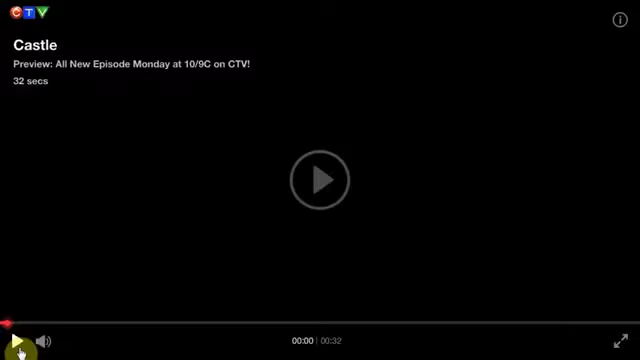 CTV
Castle
Preview: All New Episode Monday at 10/9C on CTV!
32 secs
00:00 | 00:32